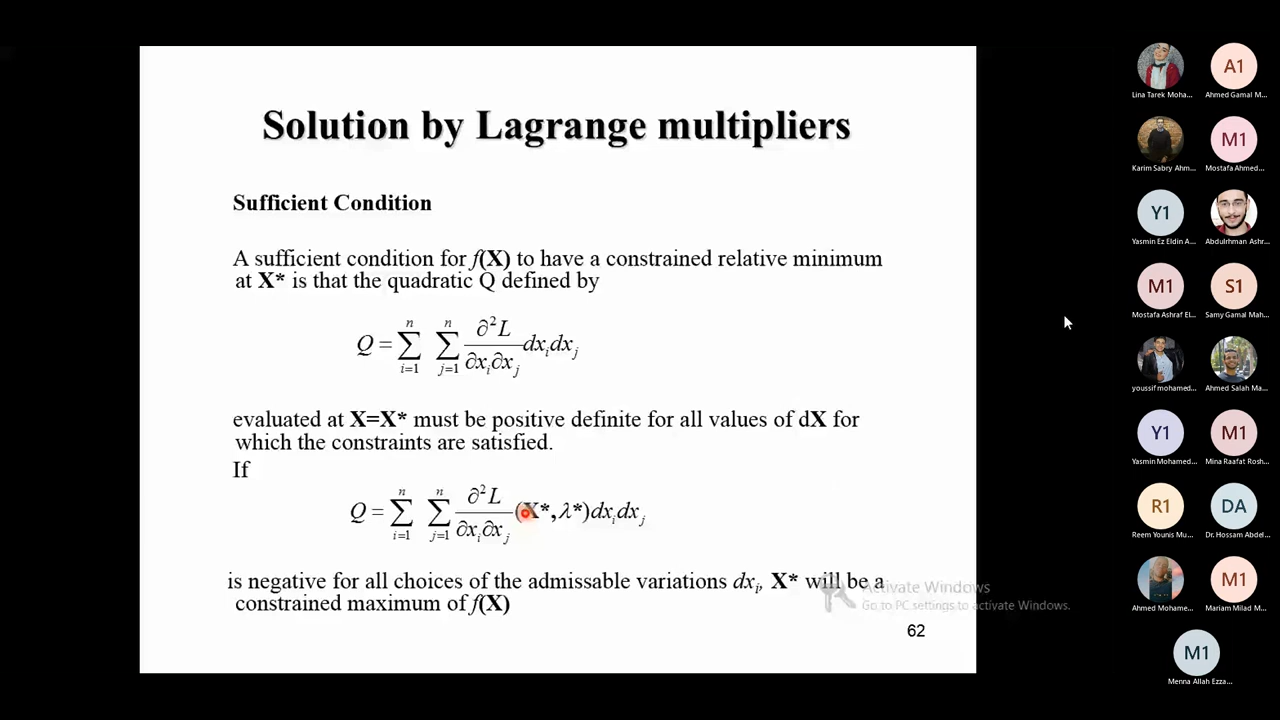 Solution by Lagrange multipliers
Sufficient Condition
A sufficient condition for f(X) to have a constrained relative minimum
at X* is that the quadratic Q defined by
Q = ∑_{i=1}^{n} ∑_{j=1}^{n} ∂²L/∂x_i∂x_j dx_i dx_j
evaluated at X=X* must be positive definite for all values of dX for
which the constraints are satisfied.
If
Q = ∑_{i=1}^{n} ∑_{j=1}^{n} ∂²L/∂x_i∂x_j (X*,λ*)dx_i dx_j
is negative for all choices of the admissable variations dx_i, X* will be a
constrained maximum of f(X)
62
Activate Windows
Go to PC settings to activate Windows.
A1
Lina Tarek Moha... Ahmed Gamal M...
M1
Karim Sabry Ahm... Mostafa Ahmed...
Y1
Yasmin Ez Eldin A... Abdulrhman Ashr...
M1 S1
Mostafa Ashraf El... Samy Gamal Mah...
youssif mohamed... Ahmed Salah Ma...
Y1 M1
Yasmin Mohamed... Mina Raafat Rosh...
R1 DA
Reem Younis Mu... Dr. Hossam Abdel...
M1
Ahmed Mohame... Mariam Milad M...
M1
Menna Allah Ezza...